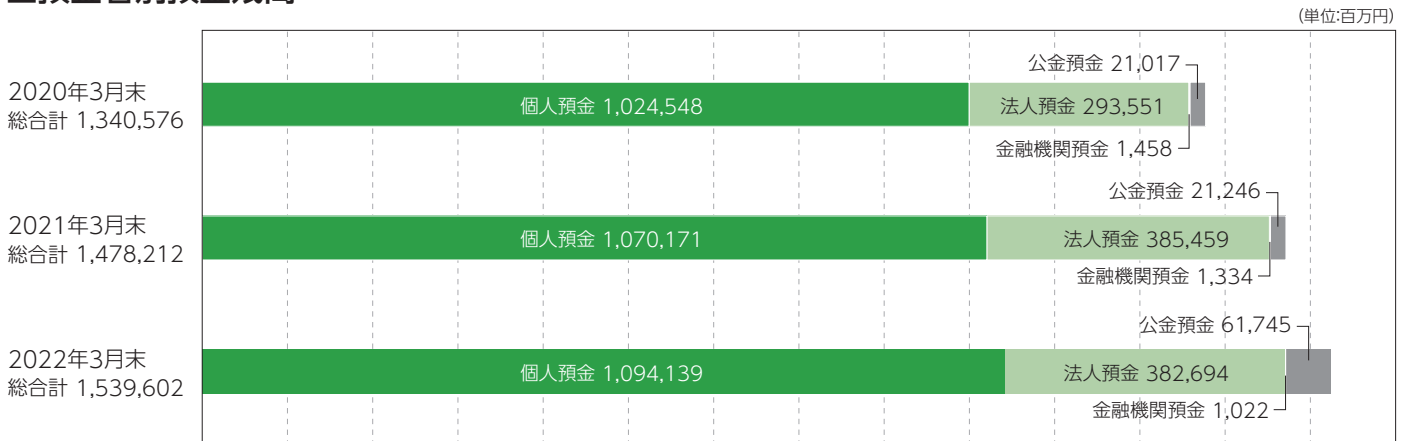 (単位:百万円)
2020年3月末
総合計 1,340,576
公金預金 21,017
個人預金 1,024,548
法人預金 293,551
金融機関預金 1,458
2021年3月末
総合計 1,478,212
公金預金 21,246
個人預金 1,070,171
法人預金 385,459
金融機関預金 1,334
2022年3月末
総合計 1,539,602
公金預金 61,745
個人預金 1,094,139
法人預金 382,694
金融機関預金 1,022